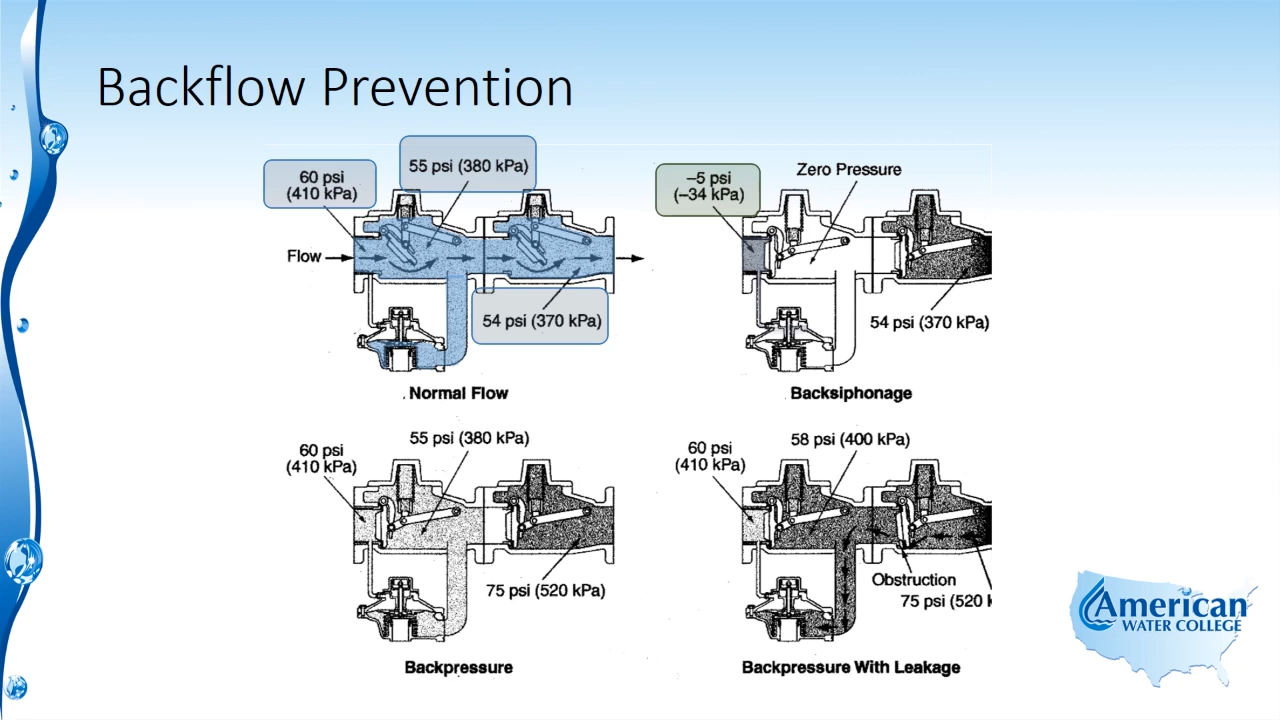 Backflow Prevention
60 psi
(410 kPa)
55 psi (380 kPa)
Flow
54 psi (370 kPa)
. Normal Flow
–5 psi
(–34 kPa)
Zero Pressure
54 psi (370 kPa)
Backsiphonage
60 psi
(410 kPa)
55 psi (380 kPa)
75 psi (520 kPa)
Backpressure
60 psi
(410 kPa)
58 psi (400 kPa)
Obstruction
75 psi (520 k
Backpressure With Leakage
American
WATER COLLEGE